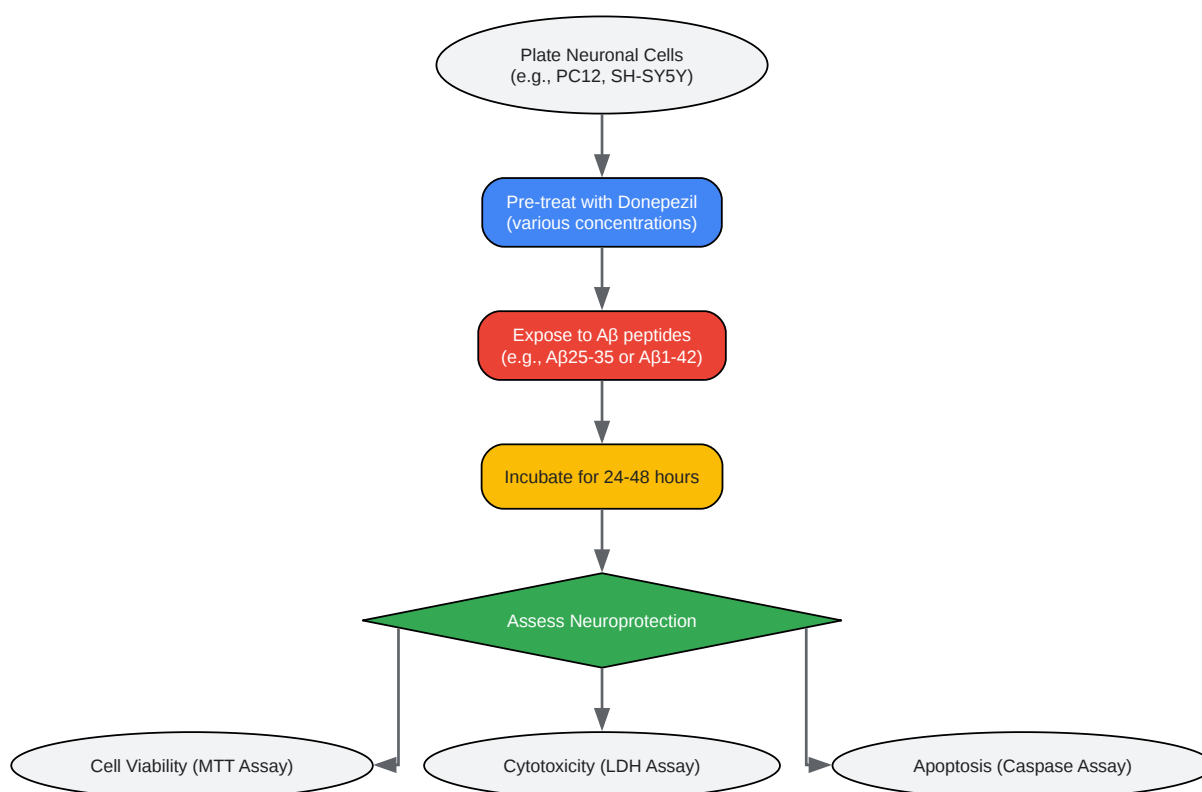 Plate Neuronal Cells
(e.g., PC12, SH-SY5Y)
Pre-treat with Donepezil
(various concentrations)
Expose to Aβ peptides
(e.g., Aβ25-35 or Aβ1-42)
Incubate for 24-48 hours
Assess Neuroprotection
Cell Viability (MTT Assay)
Cytotoxicity (LDH Assay)
Apoptosis (Caspase Assay)